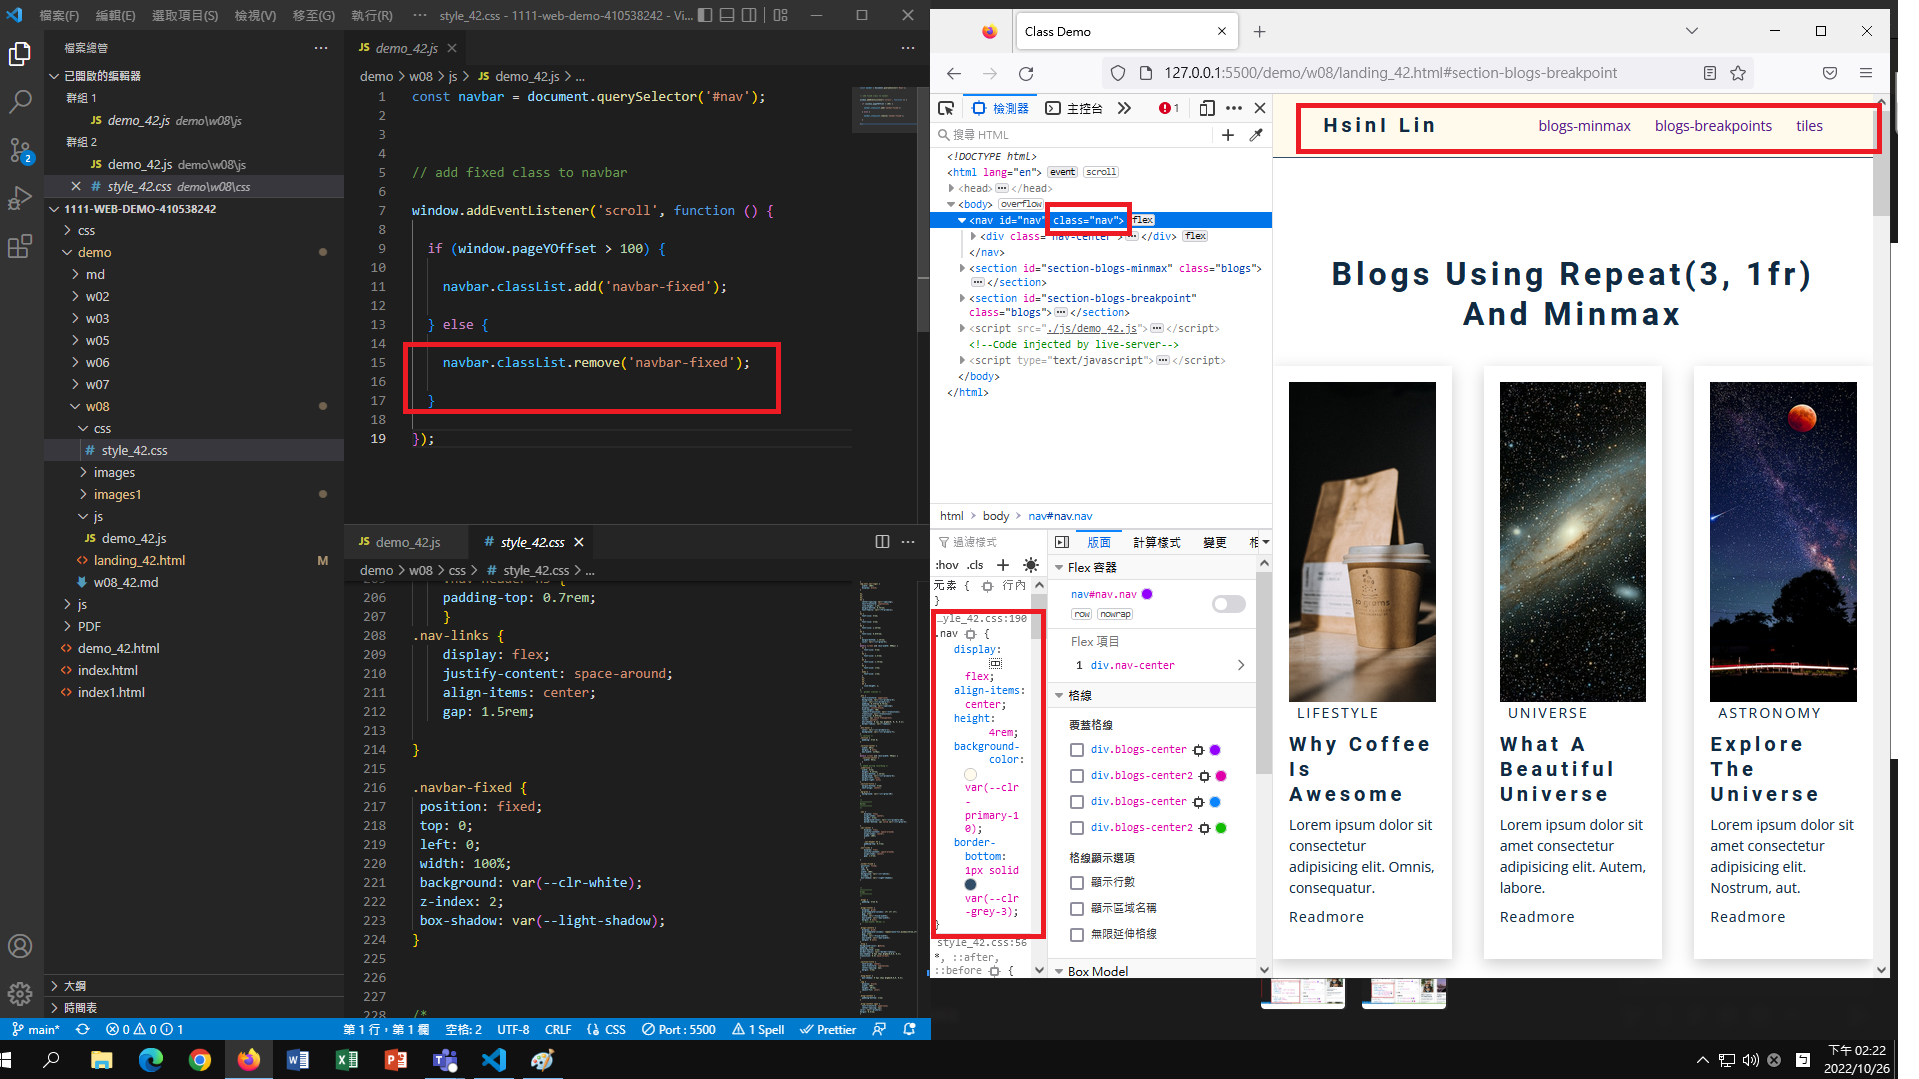 檔案(F) 編輯(E) 選取項目(S) 檢視(V) 移至(G) 執行(R) ··· style_42.css - 1111-web-demo-410538242 - Vi...
檔案總管
已開啟的編輯器
群組 1
JS demo_42.js demo\w08\js
群組 2
JS demo_42.js demo\w08\js
# style_42.css demo\w08\css
1111-WEB-DEMO-410538242
css
demo
md
w02
w03
w05
w06
w07
w08
css
# style_42.css
images
images1
js
JS demo_42.js
<> landing_42.html M
w08_42.md
js
PDF
<> demo_42.html
<> index.html
<> index1.html
大綱
時間表
2
JS demo_42.js
demo > w08 > js > JS demo_42.js > ...
1 const navbar = document.querySelector('#nav');
2
3
4
5 // add fixed class to navbar
6
7 window.addEventListener('scroll', function () {
8
9 if (window.pageYOffset > 100) {
10
11 navbar.classList.add('navbar-fixed');
12
13 } else {
14
15 navbar.classList.remove('navbar-fixed');
16
17 }
18
19 });
JS demo_42.js # style_42.css
demo > w08 > css > # style_42.css > ...
206 padding-top: 0.7rem;
207 }
208 .nav-links {
209 display: flex;
210 justify-content: space-around;
211 align-items: center;
212 gap: 1.5rem;
213
214 }
215
216 .navbar-fixed {
217 position: fixed;
218 top: 0;
219 left: 0;
220 width: 100%;
221 background: var(--clr-white);
222 z-index: 2;
223 box-shadow: var(--light-shadow);
224 }
225
226
227
228 /*
main* 0 0 1 第 1 行，第 1 欄 空格: 2 UTF-8 CRLF {} CSS Port : 5500 1 Spell Prettier
Class Demo
127.0.0.1:5500/demo/w08/landing_42.html#section-blogs-breakpoint
檢測器 主控台 1
搜尋 HTML
<!DOCTYPE html>
<html lang="en"> event scroll
<head> ··· </head>
<body> overflow
<nav id="nav" class="nav"> flex
<div class="nav-center"> ··· </div> flex
</nav>
<section id="section-blogs-minmax" class="blogs">
··· </section>
<section id="section-blogs-breakpoint"
class="blogs"> ··· </section>
<script src="./js/demo_42.js"> ··· </script>
<!--Code injected by live-server-->
<script type="text/javascript"> ··· </script>
</body>
</html>
html > body > nav#nav.nav
過濾樣式
:hov .cls +
元素 { 行內
}
…yle_42.css:190
.nav {
display:
flex;
align-items:
center;
height:
4rem;
background-
color:
var(--clr
-
primary-1
0);
border-
bottom:
1px solid
var(--clr
-grey-3);
}
style_42.css:56
*, ::after,
::before {
版面 計算樣式 變更
Flex 容器
nav#nav.nav
row nowrap
Flex 項目
1 div.nav-center
格線
覆蓋格線
div.blogs-center
div.blogs-center2
div.blogs-center
div.blogs-center2
格線顯示選項
顯示行數
顯示區域名稱
無限延伸格線
Box Model
HsinI Lin blogs-minmax blogs-breakpoints tiles
Blogs Using Repeat(3, 1fr)
And Minmax
LIFESTYLE
Why Coffee
Is
Awesome
Lorem ipsum dolor sit
consectetur
adipisicing elit. Omnis,
consequatur.
Readmore
UNIVERSE
What A
Beautiful
Universe
Lorem ipsum dolor sit
amet consectetur
adipisicing elit. Autem,
labore.
Readmore
ASTRONOMY
Explore
The
Universe
Lorem ipsum dolor sit
amet consectetur
adipisicing elit.
Nostrum, aut.
Readmore
下午 02:22
2022/10/26